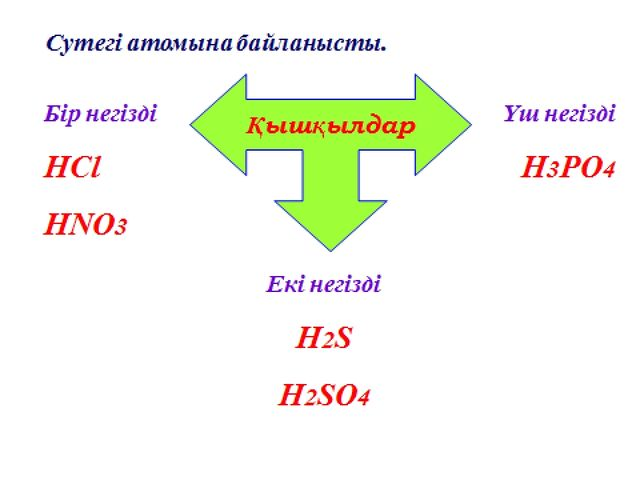 Сутегі атомына байланысты.
Бір негізді
HCl
HNO3
Қышқылдар
Үш негізді
H3PO4
Екі негізді
H2S
H2SO4